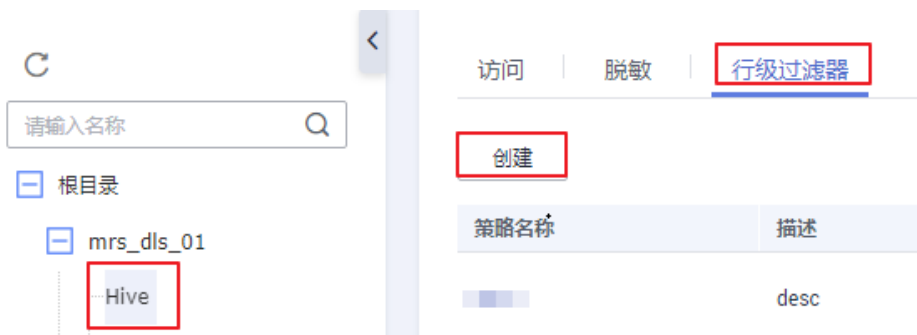 请输入名称
根目录
mrs_dls_01
Hive
访问 脱敏 行级过滤器
创建
策略名称 描述
desc